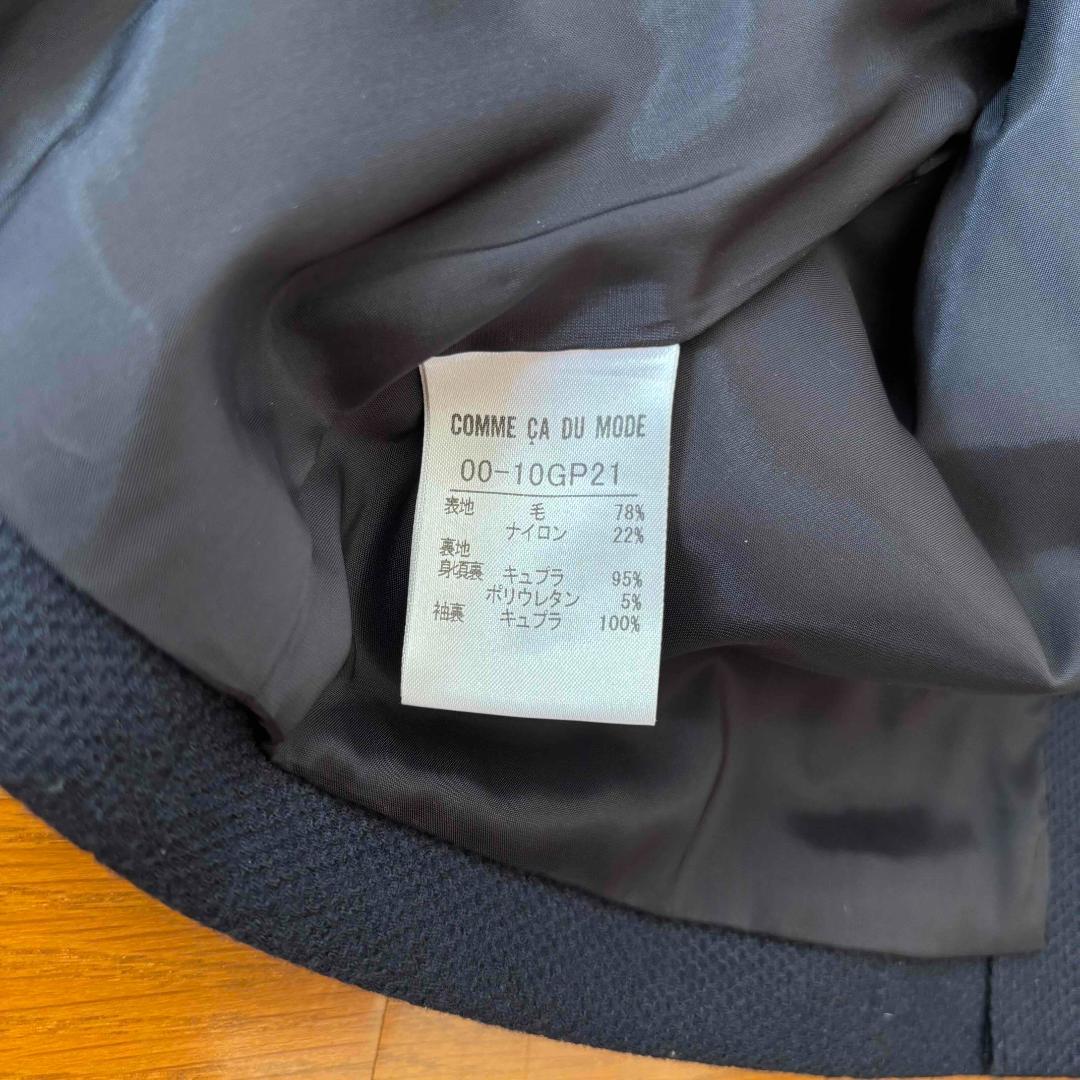 COMME ÇA DU MODE
00-10GP21
表地 毛 78%
ナイロン 22%
裏地
身頃裏 キュプラ 95%
ポリウレタン 5%
袖裏 キュプラ 100%